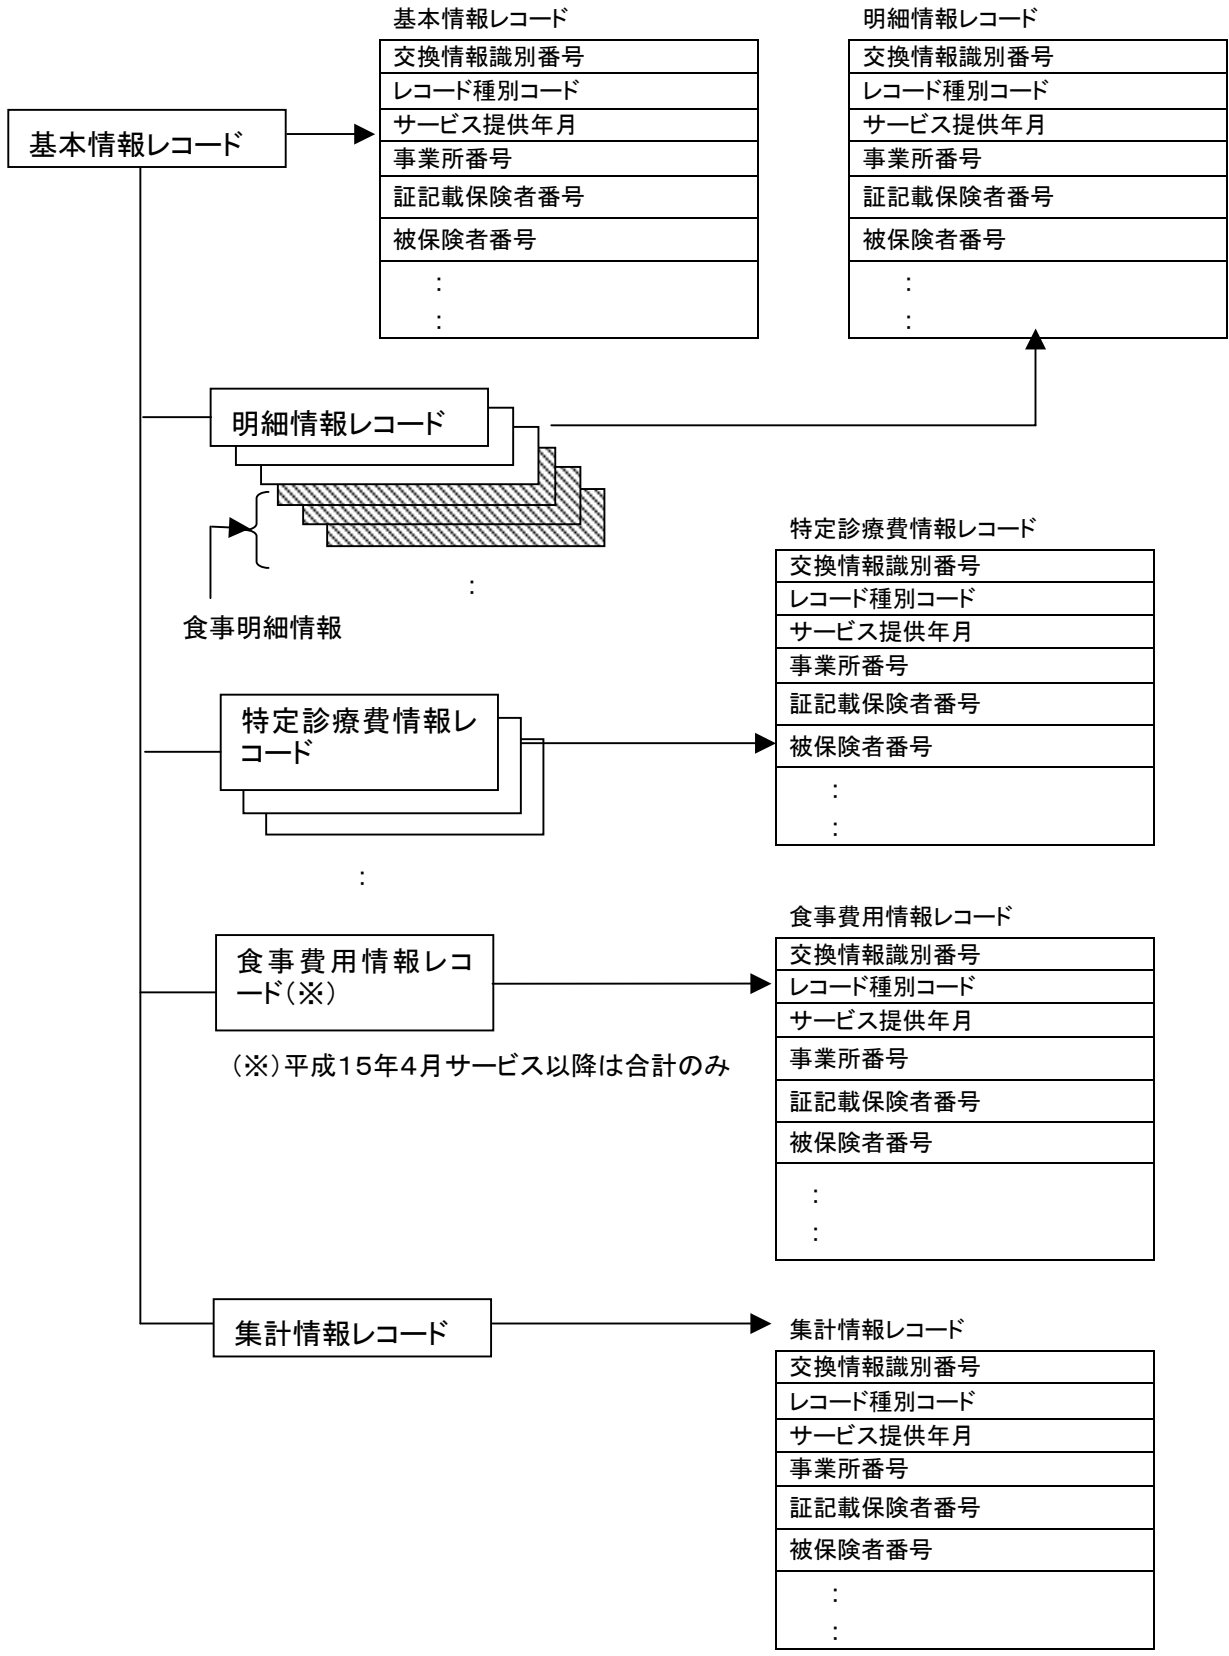 基本情報レコード
交換情報識別番号
レコード種別コード
サービス提供年月
事業所番号
証記載保険者番号
被保険者番号
:
:
明細情報レコード
交換情報識別番号
レコード種別コード
サービス提供年月
事業所番号
証記載保険者番号
被保険者番号
:
:
基本情報レコード
明細情報レコード
:
食事明細情報
特定診療費情報レコード
交換情報識別番号
レコード種別コード
サービス提供年月
事業所番号
証記載保険者番号
被保険者番号
:
:
特定診療費情報レ
コード
:
食事費用情報レコード
交換情報識別番号
レコード種別コード
サービス提供年月
事業所番号
証記載保険者番号
被保険者番号
:
:
食事費用情報レコ
ード(※)
(※)平成15年4月サービス以降は合計のみ
集計情報レコード
集計情報レコード
交換情報識別番号
レコード種別コード
サービス提供年月
事業所番号
証記載保険者番号
被保険者番号
:
: